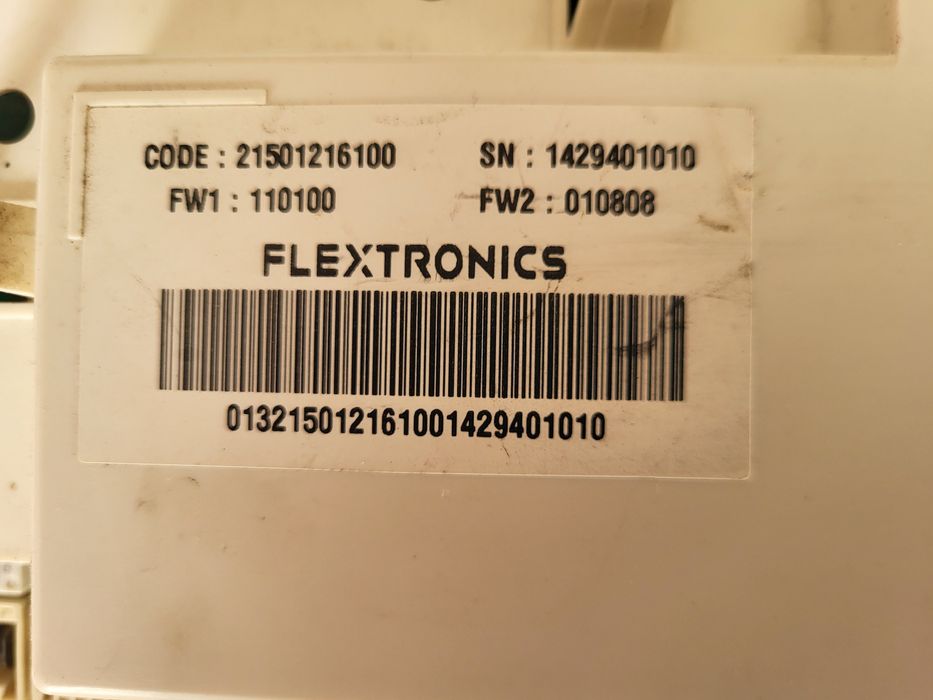 CODE : 21501216100 SN : 1429401010
FW1 : 110100 FW2 : 010808
FLEXTRONICS
013215012161001429401010